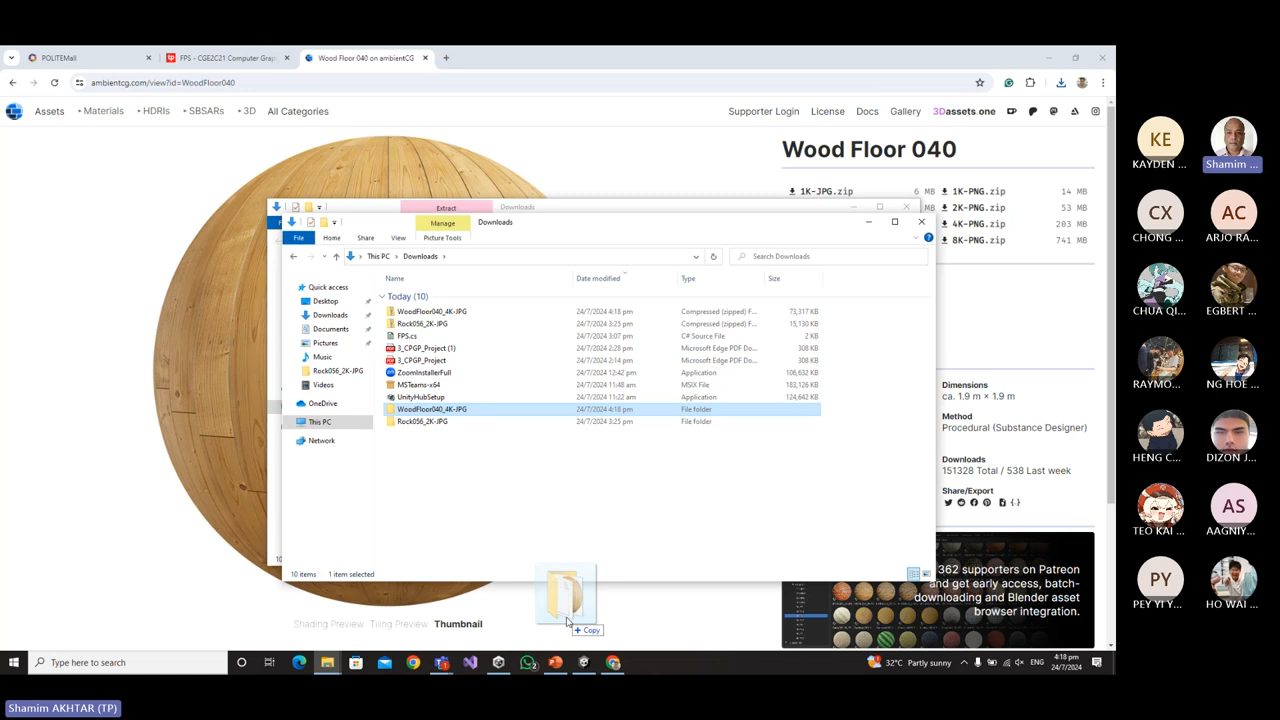 POLITEMall
FPS - CGE2C21 Computer Grap
Wood Floor 040 on ambientCG
ambientcg.com/view?id=WoodFloor040
Assets Materials HDRIs SBSARs 3D All Categories
Supporter Login License Docs Gallery 3Dassets.one
Wood Floor 040
1K-JPG.zip 6 MB 1K-PNG.zip 14 MB
2K-PNG.zip 53 MB
4K-PNG.zip 203 MB
8K-PNG.zip 741 MB
Extract Downloads
Manage Downloads
File Home Share View Picture Tools
This PC Downloads
Search Downloads
Name Date modified Type Size
Today (10)
WoodFloor040_4K-JPG 24/7/2024 4:18 pm Compressed (zipped) F... 73,317 KB
Rock056_2K-JPG 24/7/2024 3:25 pm Compressed (zipped) F... 15,130 KB
FPS.cs 24/7/2024 3:07 pm C# Source File 2 KB
3_CPGP_Project (1) 24/7/2024 2:28 pm Microsoft Edge PDF Do... 308 KB
3_CPGP_Project 24/7/2024 2:14 pm Microsoft Edge PDF Do... 308 KB
ZoomInstallerFull 24/7/2024 12:42 pm Application 106,632 KB
MSTeams-x64 24/7/2024 11:48 am MSIX File 183,126 KB
UnityHubSetup 24/7/2024 11:22 am Application 124,642 KB
WoodFloor040_4K-JPG 24/7/2024 4:18 pm File folder
Rock056_2K-JPG 24/7/2024 3:25 pm File folder
Quick access
Desktop
Downloads
Documents
Pictures
Music
Rock056_2K-JPG
Videos
OneDrive
This PC
Network
10 items 1 item selected
Copy
Dimensions
ca. 1.9 m × 1.9 m
Method
Procedural (Substance Designer)
Downloads
151328 Total / 538 Last week
Share/Export
362 supporters on Patreon
and get early access, batch-
downloading and Blender asset
browser integration.
Shading Preview Tiling Preview Thumbnail
Type here to search
32°C Partly sunny
ENG
4:18 pm
24/7/2024
KE
KAYDEN ...
Shamim ...
CX
CHONG ...
AC
ARJO RA...
CHUA QI...
EGBERT ...
RAYMO...
NG HOE ...
HENG C...
DIZON J...
TEO KAI ...
AS
AAGNIY...
PY
PEY YI Y...
HO WAI ...
Shamim AKHTAR (TP)